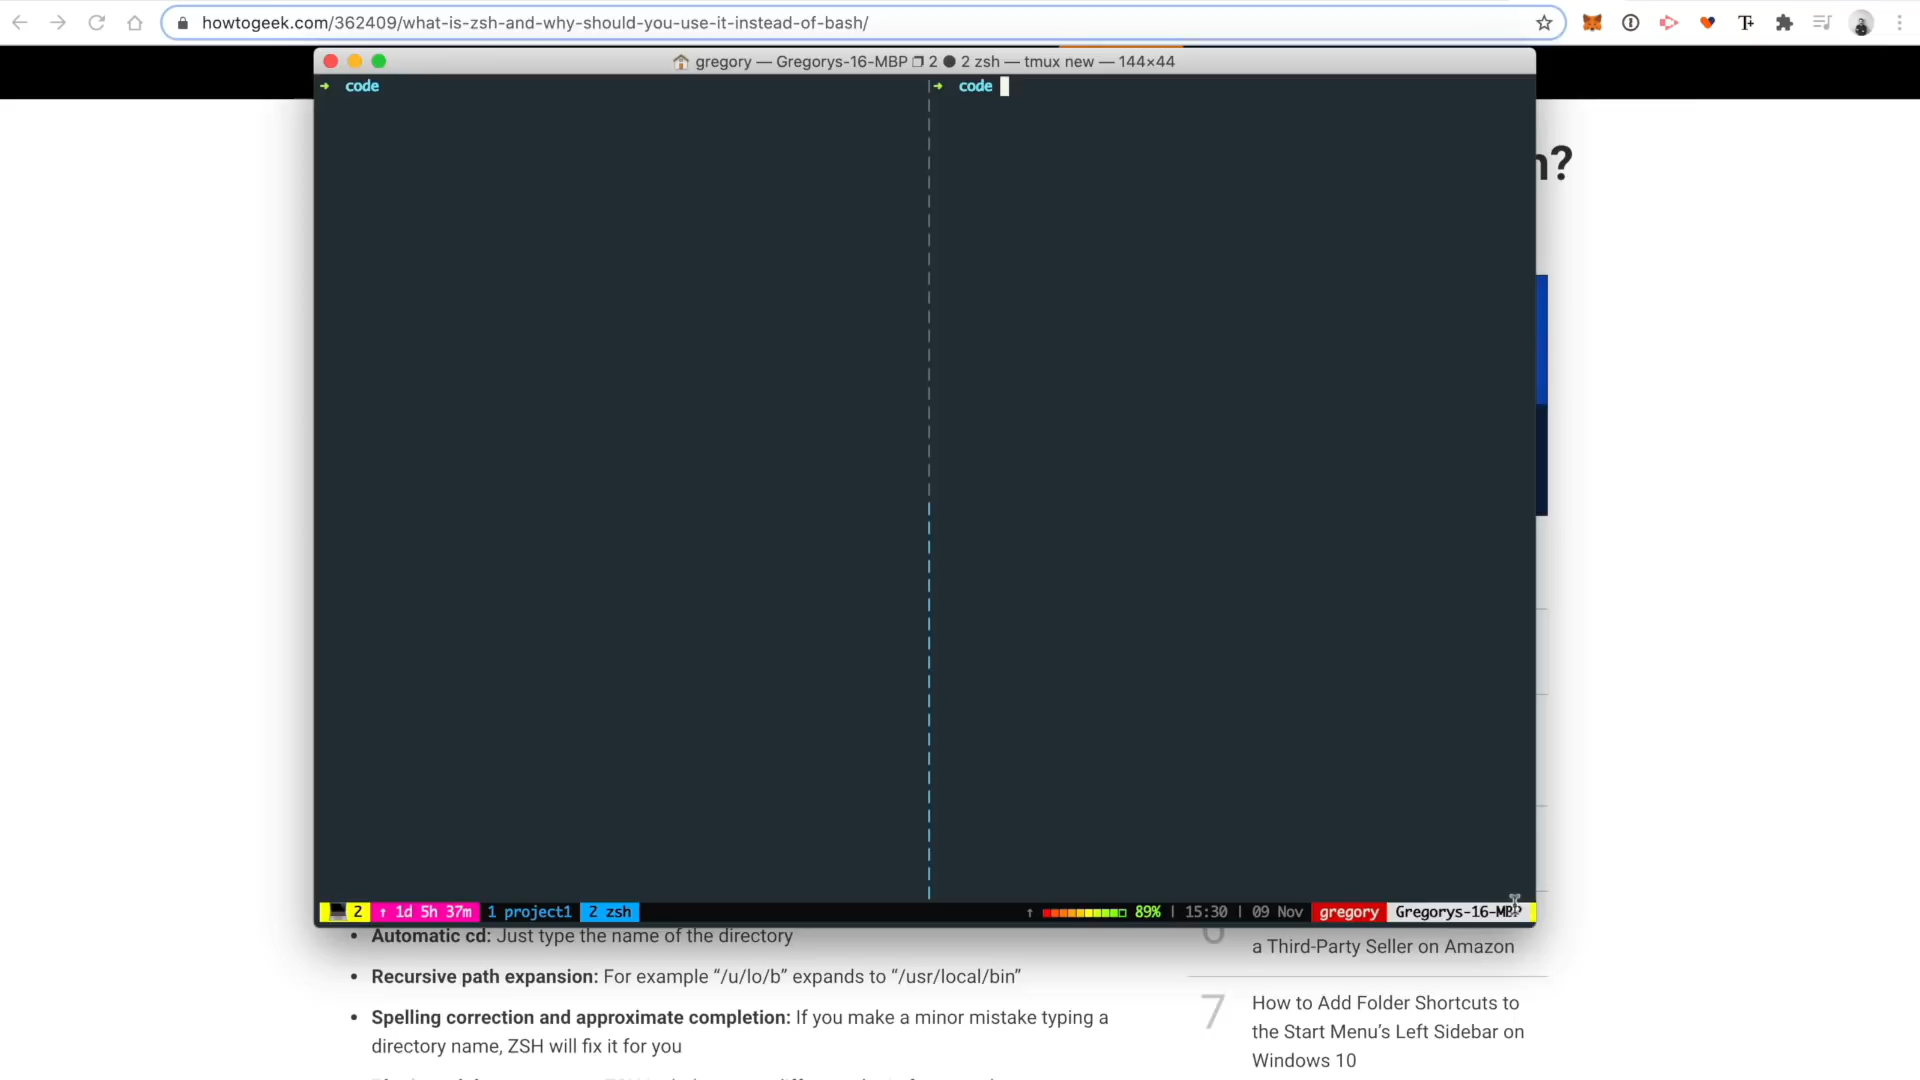 howtogeek.com/362409/what-is-zsh-and-why-should-you-use-it-instead-of-bash/
gregory — Gregorys-16-MBP ❐ 2 ● 2 zsh — tmux new — 144×44
➜ code
➜ code
?
2 ↑ 1d 5h 37m 1 project1 2 zsh
↑ 89% | 15:30 | 09 Nov gregory Gregorys-16-MBP
• Automatic cd: Just type the name of the directory
• Recursive path expansion: For example “/u/lo/b” expands to “/usr/local/bin”
• Spelling correction and approximate completion: If you make a minor mistake typing a
directory name, ZSH will fix it for you
a Third-Party Seller on Amazon
7 How to Add Folder Shortcuts to
the Start Menu’s Left Sidebar on
Windows 10